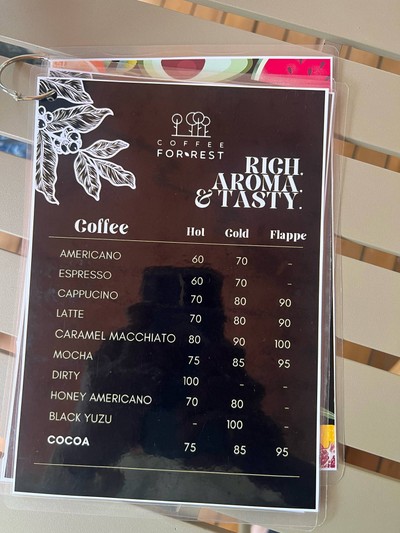 COFFEE
FOR REST
RICH.
AROMA.
& TASTY.
Coffee Hot Cold Flappe
AMERICANO 60 70 -
ESPRESSO 60 70 -
CAPPUCINO 70 80 90
LATTE 70 80 90
CARAMEL MACCHIATO 80 90 100
MOCHA 75 85 95
DIRTY 100 - -
HONEY AMERICANO 70 80 -
BLACK YUZU - 100 -
COCOA 75 85 95